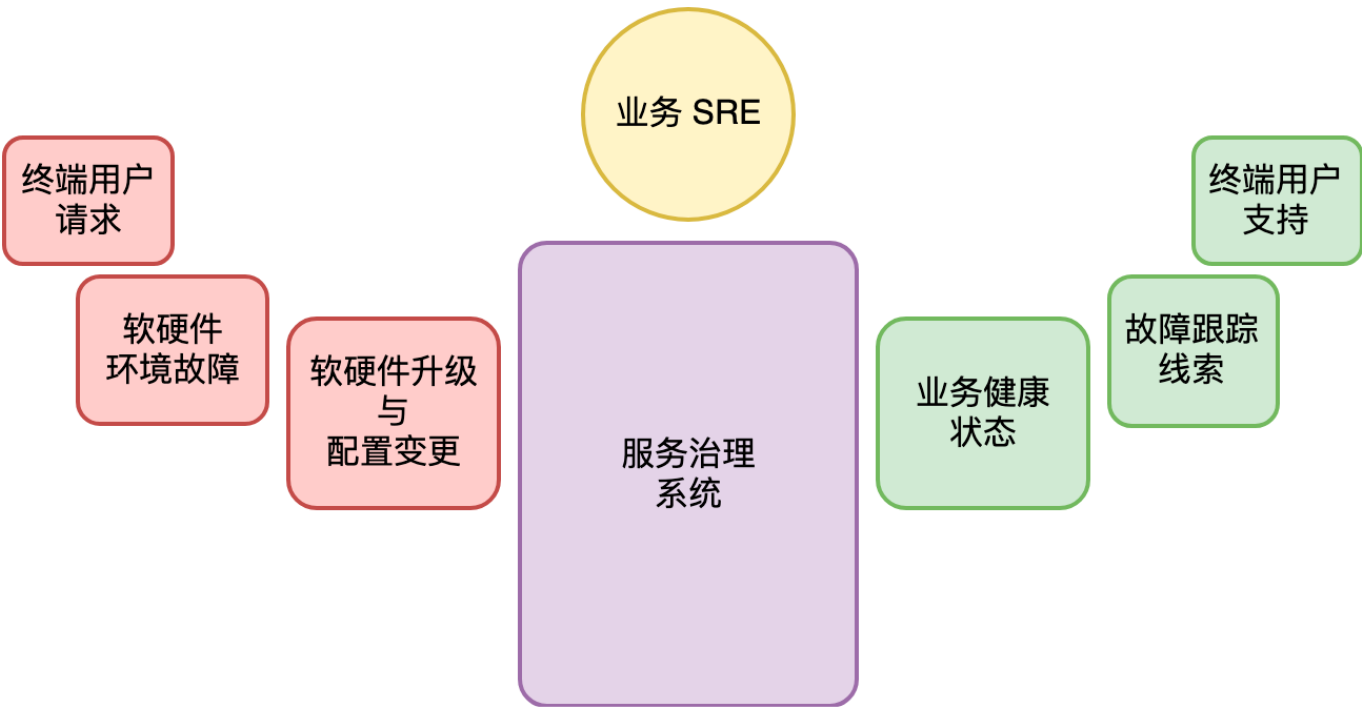 业务 SRE
终端用户
请求
软硬件
环境故障
软硬件升级
与
配置变更
服务治理
系统
业务健康
状态
故障跟踪
线索
终端用户
支持